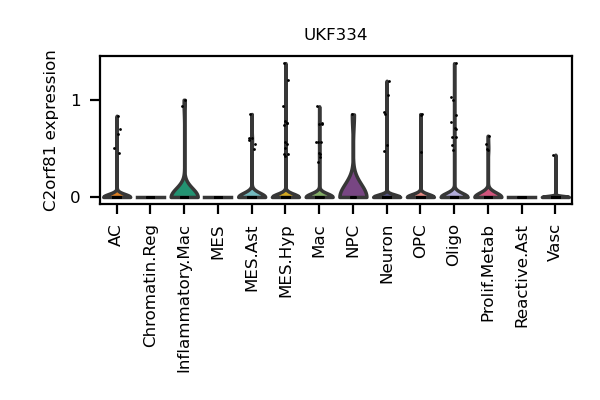 UKF334
C2orf81 expression
1
0
AC
Chromatin.Reg
Inflammatory.Mac
MES
MES.Ast
MES.Hyp
Mac
NPC
Neuron
OPC
Oligo
Prolif.Metab
Reactive.Ast
Vasc